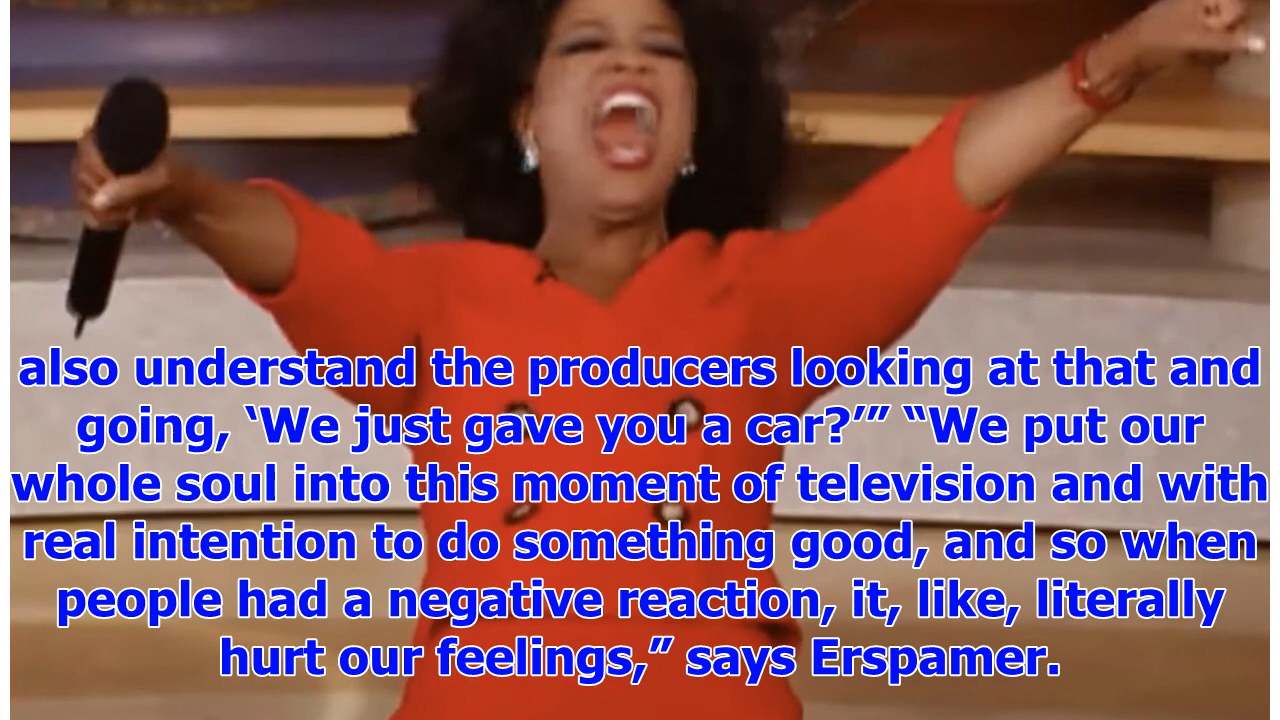 also understand the producers looking at that and
going, ‘We just gave you a car?’” “We put our
whole soul into this moment of television and with
real intention to do something good, and so when
people had a negative reaction, it, like, literally
hurt our feelings,” says Erspamer.